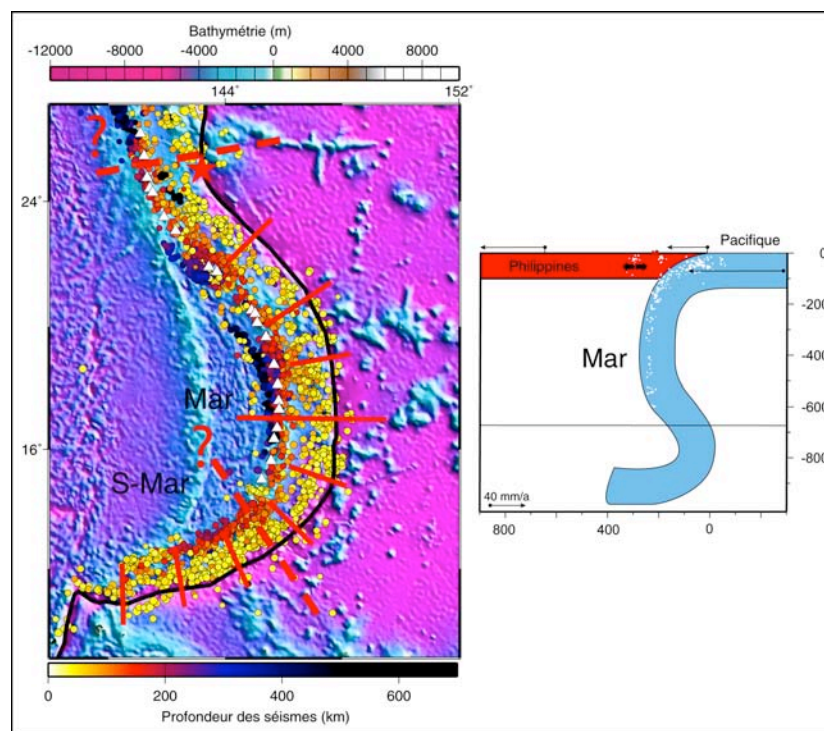 Bathymétrie (m)
-12000 -8000 -4000 0 4000 8000
144° 152°
?
24°
Mar
16°
?
S-Mar
0 200 400 600
Profondeur des séismes (km)
Pacifique
Philippines
0
-200
Mar
-400
-600
-800
40 mm/a
800 400 0